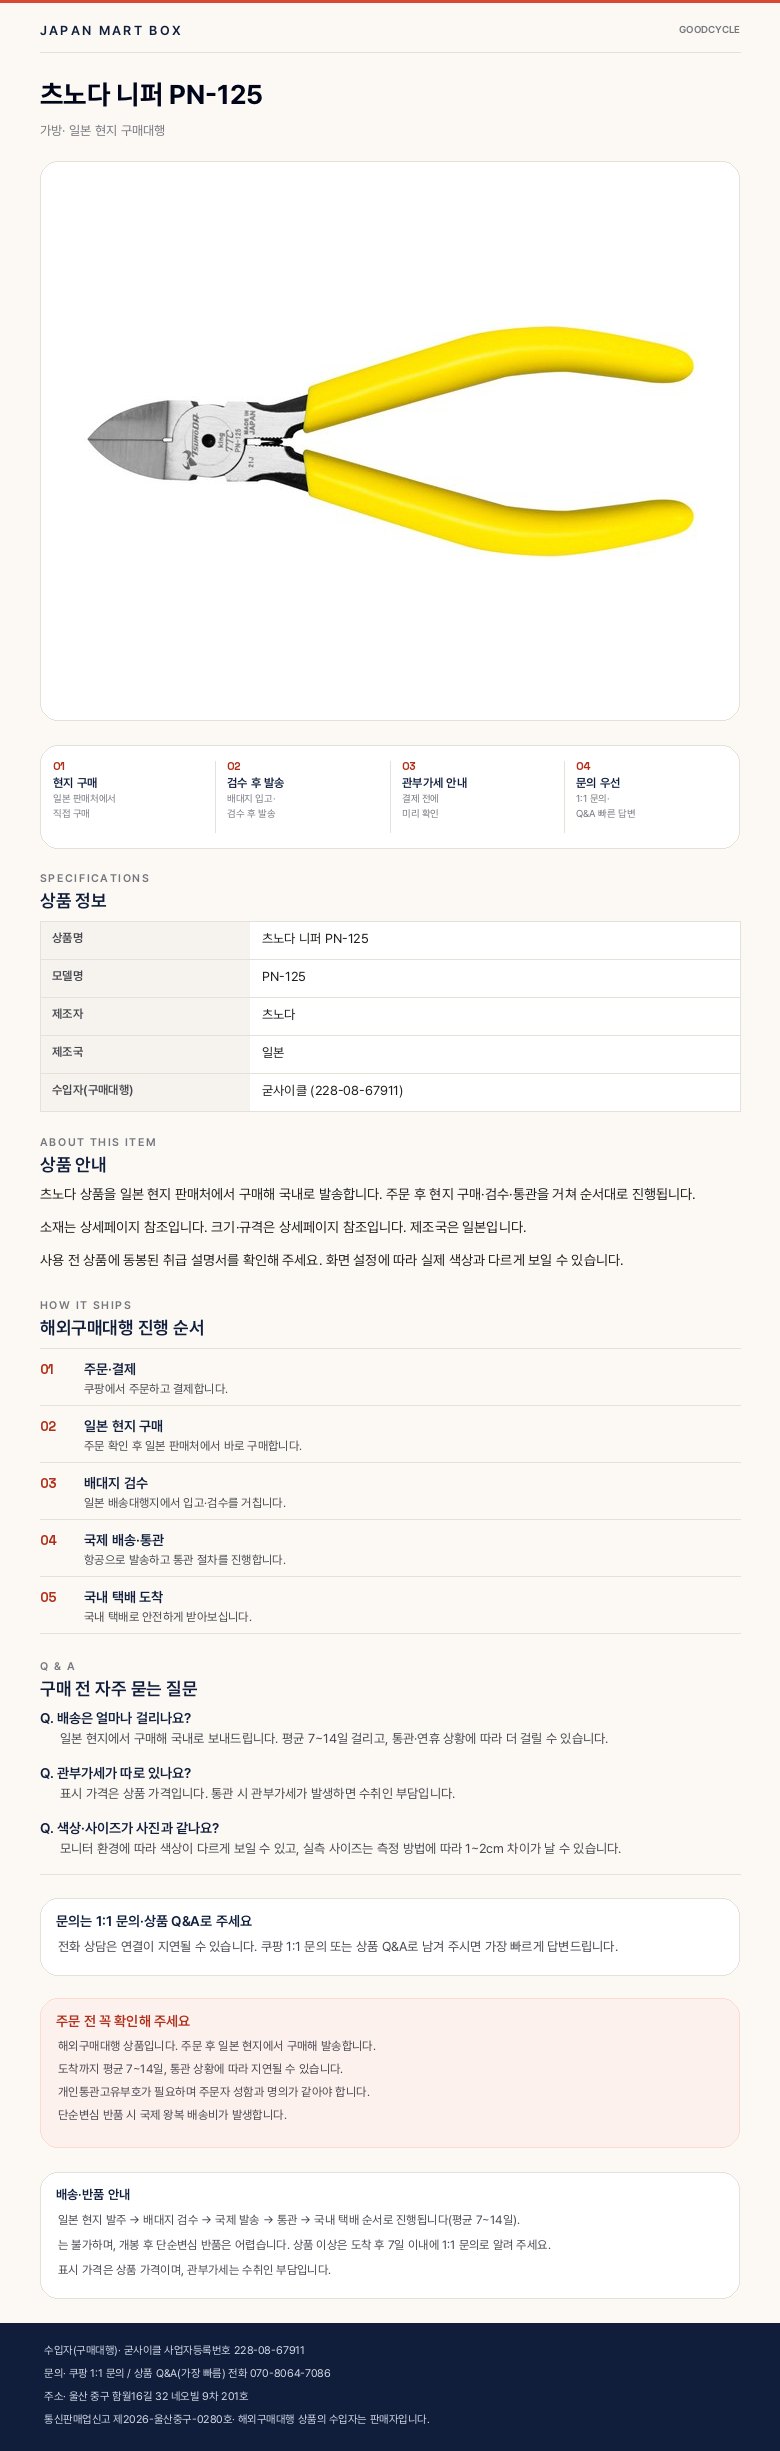 JAPAN MART BOX
GOODCYCLE
츠노다 니퍼 PN-125
가방· 일본 현지 구매대행
TSUNODA
king
TTC
PN-125
MADE IN
JAPAN
21J
01
현지 구매
일본 판매처에서
직접 구매
02
검수 후 발송
배대지 입고·
검수 후 발송
03
관부가세 안내
결제 전에
미리 확인
04
문의 우선
1:1 문의·
Q&A 빠른 답변
SPECIFICATIONS
상품 정보
상품명 츠노다 니퍼 PN-125
모델명 PN-125
제조자 츠노다
제조국 일본
수입자(구매대행) 굳사이클 (228-08-67911)
ABOUT THIS ITEM
상품 안내
츠노다 상품을 일본 현지 판매처에서 구매해 국내로 발송합니다. 주문 후 현지 구매·검수·통관을 거쳐 순서대로 진행됩니다.
소재는 상세페이지 참조입니다. 크기·규격은 상세페이지 참조입니다. 제조국은 일본입니다.
사용 전 상품에 동봉된 취급 설명서를 확인해 주세요. 화면 설정에 따라 실제 색상과 다르게 보일 수 있습니다.
HOW IT SHIPS
해외구매대행 진행 순서
01 주문·결제
쿠팡에서 주문하고 결제합니다.
02 일본 현지 구매
주문 확인 후 일본 판매처에서 바로 구매합니다.
03 배대지 검수
일본 배송대행지에서 입고·검수를 거칩니다.
04 국제 배송·통관
항공으로 발송하고 통관 절차를 진행합니다.
05 국내 택배 도착
국내 택배로 안전하게 받아보십니다.
Q & A
구매 전 자주 묻는 질문
Q. 배송은 얼마나 걸리나요?
일본 현지에서 구매해 국내로 보내드립니다. 평균 7~14일 걸리고, 통관·연휴 상황에 따라 더 걸릴 수 있습니다.
Q. 관부가세가 따로 있나요?
표시 가격은 상품 가격입니다. 통관 시 관부가세가 발생하면 수취인 부담입니다.
Q. 색상·사이즈가 사진과 같나요?
모니터 환경에 따라 색상이 다르게 보일 수 있고, 실측 사이즈는 측정 방법에 따라 1~2cm 차이가 날 수 있습니다.
문의는 1:1 문의·상품 Q&A로 주세요
전화 상담은 연결이 지연될 수 있습니다. 쿠팡 1:1 문의 또는 상품 Q&A로 남겨 주시면 가장 빠르게 답변드립니다.
주문 전 꼭 확인해 주세요
해외구매대행 상품입니다. 주문 후 일본 현지에서 구매해 발송합니다.
도착까지 평균 7~14일, 통관 상황에 따라 지연될 수 있습니다.
개인통관고유부호가 필요하며 주문자 성함과 명의가 같아야 합니다.
단순변심 반품 시 국제 왕복 배송비가 발생합니다.
배송·반품 안내
일본 현지 발주 → 배대지 검수 → 국제 발송 → 통관 → 국내 택배 순서로 진행됩니다(평균 7~14일).
는 불가하며, 개봉 후 단순변심 반품은 어렵습니다. 상품 이상은 도착 후 7일 이내에 1:1 문의로 알려 주세요.
표시 가격은 상품 가격이며, 관부가세는 수취인 부담입니다.
수입자(구매대행)· 굳사이클 사업자등록번호 228-08-67911
문의· 쿠팡 1:1 문의 / 상품 Q&A(가장 빠름) 전화 070-8064-7086
주소· 울산 중구 함월16길 32 네오빌 9차 201호
통신판매업신고 제2026-울산중구-0280호· 해외구매대행 상품의 수입자는 판매자입니다.